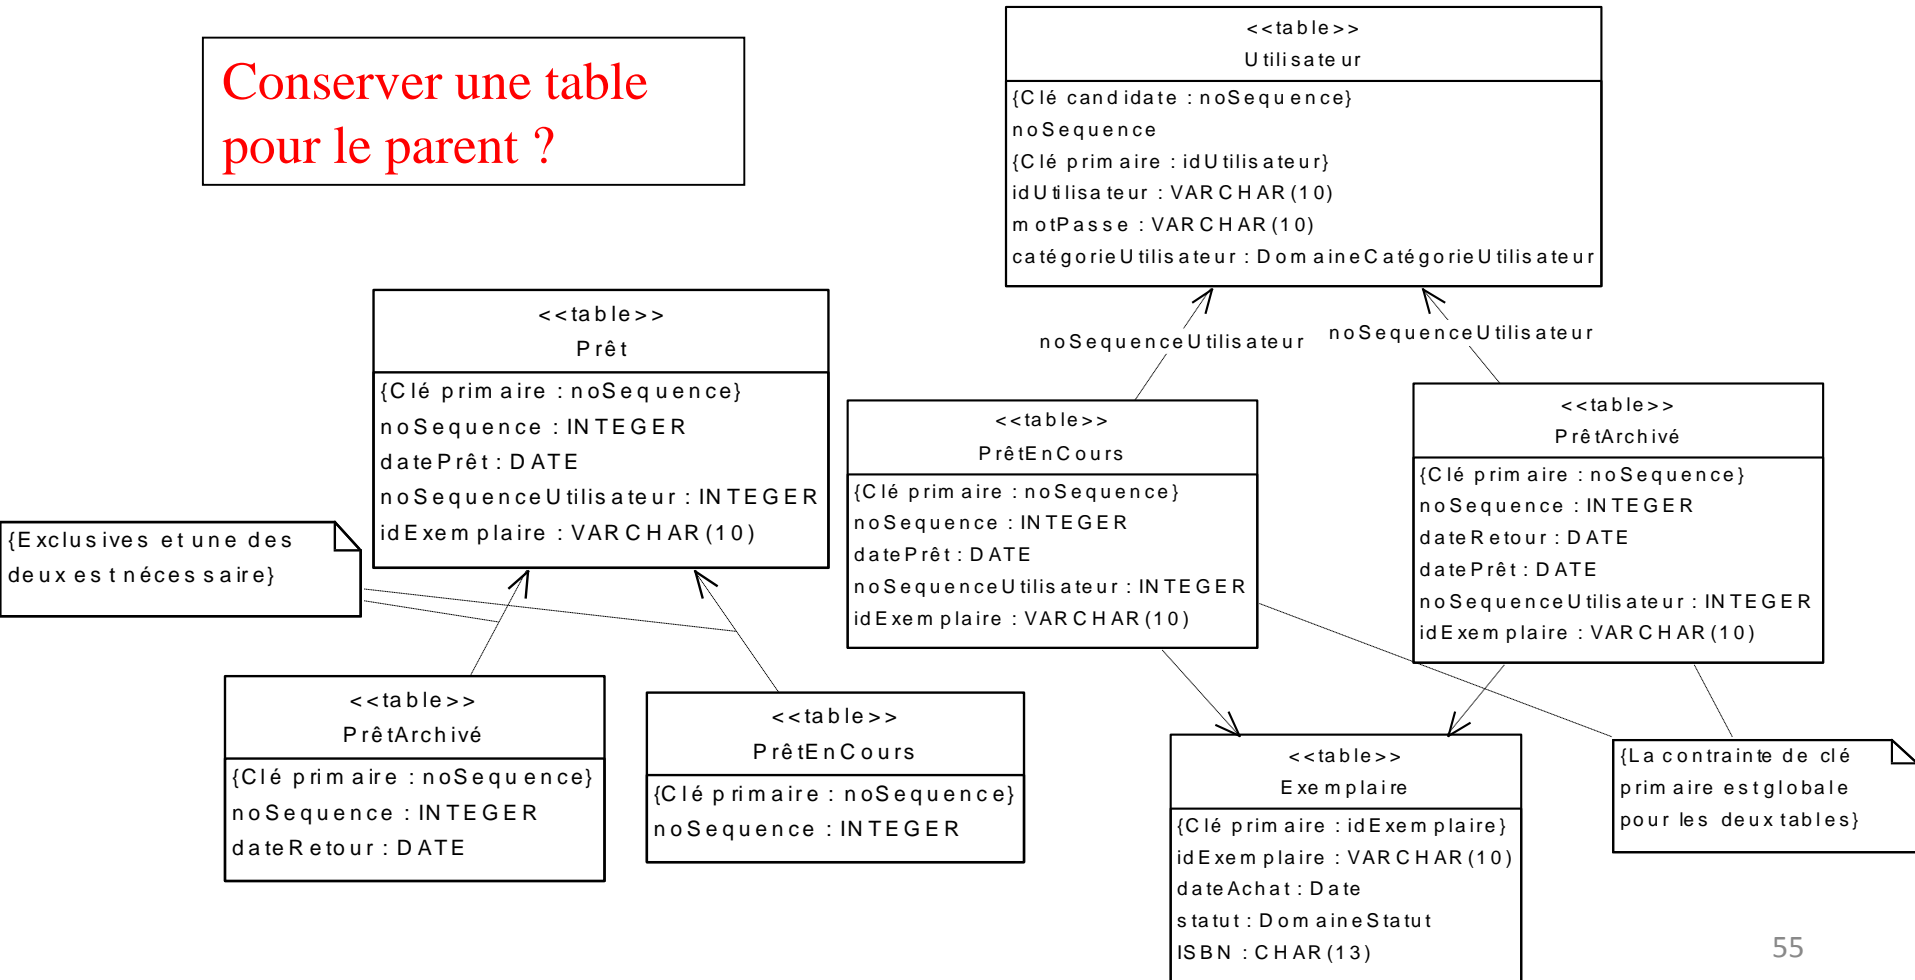 Conserver une table
pour le parent ?
<<table>>
Utilisateur
{Clé candidate : noSequence}
noSequence
{Clé primaire : idUtilisateur}
idUtilisateur : VARCHAR(10)
motPasse : VARCHAR(10)
catégorieUtilisateur : DomaineCatégorieUtilisateur
noSequenceUtilisateur
noSequenceUtilisateur
<<table>>
Prêt
{Clé primaire : noSequence}
noSequence : INTEGER
datePrêt : DATE
noSequenceUtilisateur : INTEGER
idExemplaire : VARCHAR(10)
{Exclusives et une des
deux est nécessaire}
<<table>>
PrêtEnCours
{Clé primaire : noSequence}
noSequence : INTEGER
datePrêt : DATE
noSequenceUtilisateur : INTEGER
idExemplaire : VARCHAR(10)
<<table>>
PrêtArchivé
{Clé primaire : noSequence}
noSequence : INTEGER
dateRetour : DATE
datePrêt : DATE
noSequenceUtilisateur : INTEGER
idExemplaire : VARCHAR(10)
<<table>>
PrêtArchivé
{Clé primaire : noSequence}
noSequence : INTEGER
dateRetour : DATE
<<table>>
PrêtEnCours
{Clé primaire : noSequence}
noSequence : INTEGER
<<table>>
Exemplaire
{Clé primaire : idExemplaire}
idExemplaire : VARCHAR(10)
dateAchat : Date
statut : DomaineStatut
ISBN : CHAR(13)
{La contrainte de clé
primaire est globale
pour les deux tables}
55